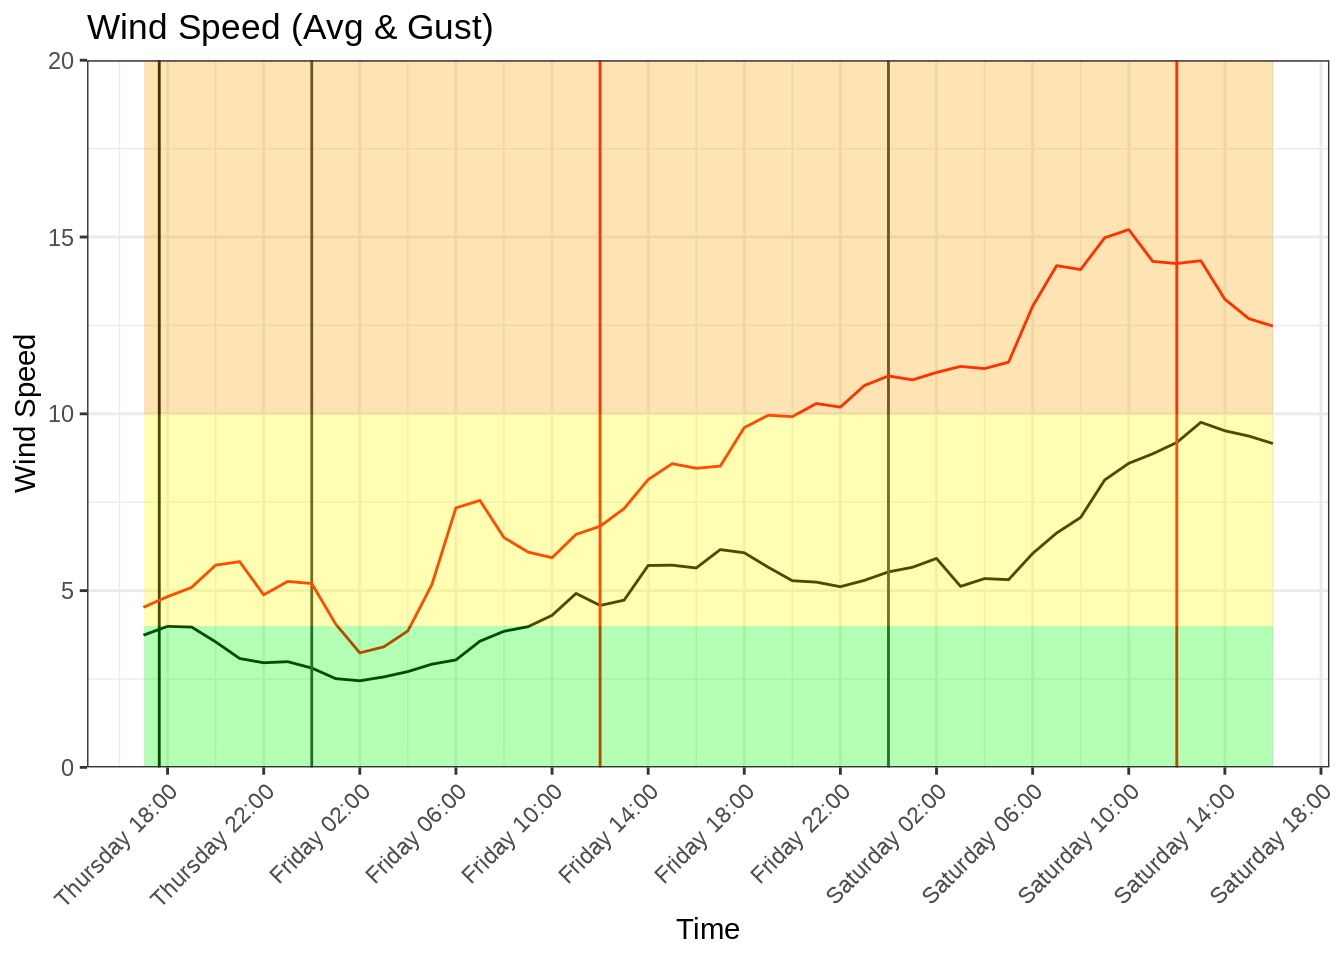 Wind Speed (Avg & Gust)
20
15
10
5
0
Wind Speed
Thursday 18:00
Thursday 22:00
Friday 02:00
Friday 06:00
Friday 10:00
Friday 14:00
Friday 18:00
Friday 22:00
Saturday 02:00
Saturday 06:00
Saturday 10:00
Saturday 14:00
Saturday 18:00
Time